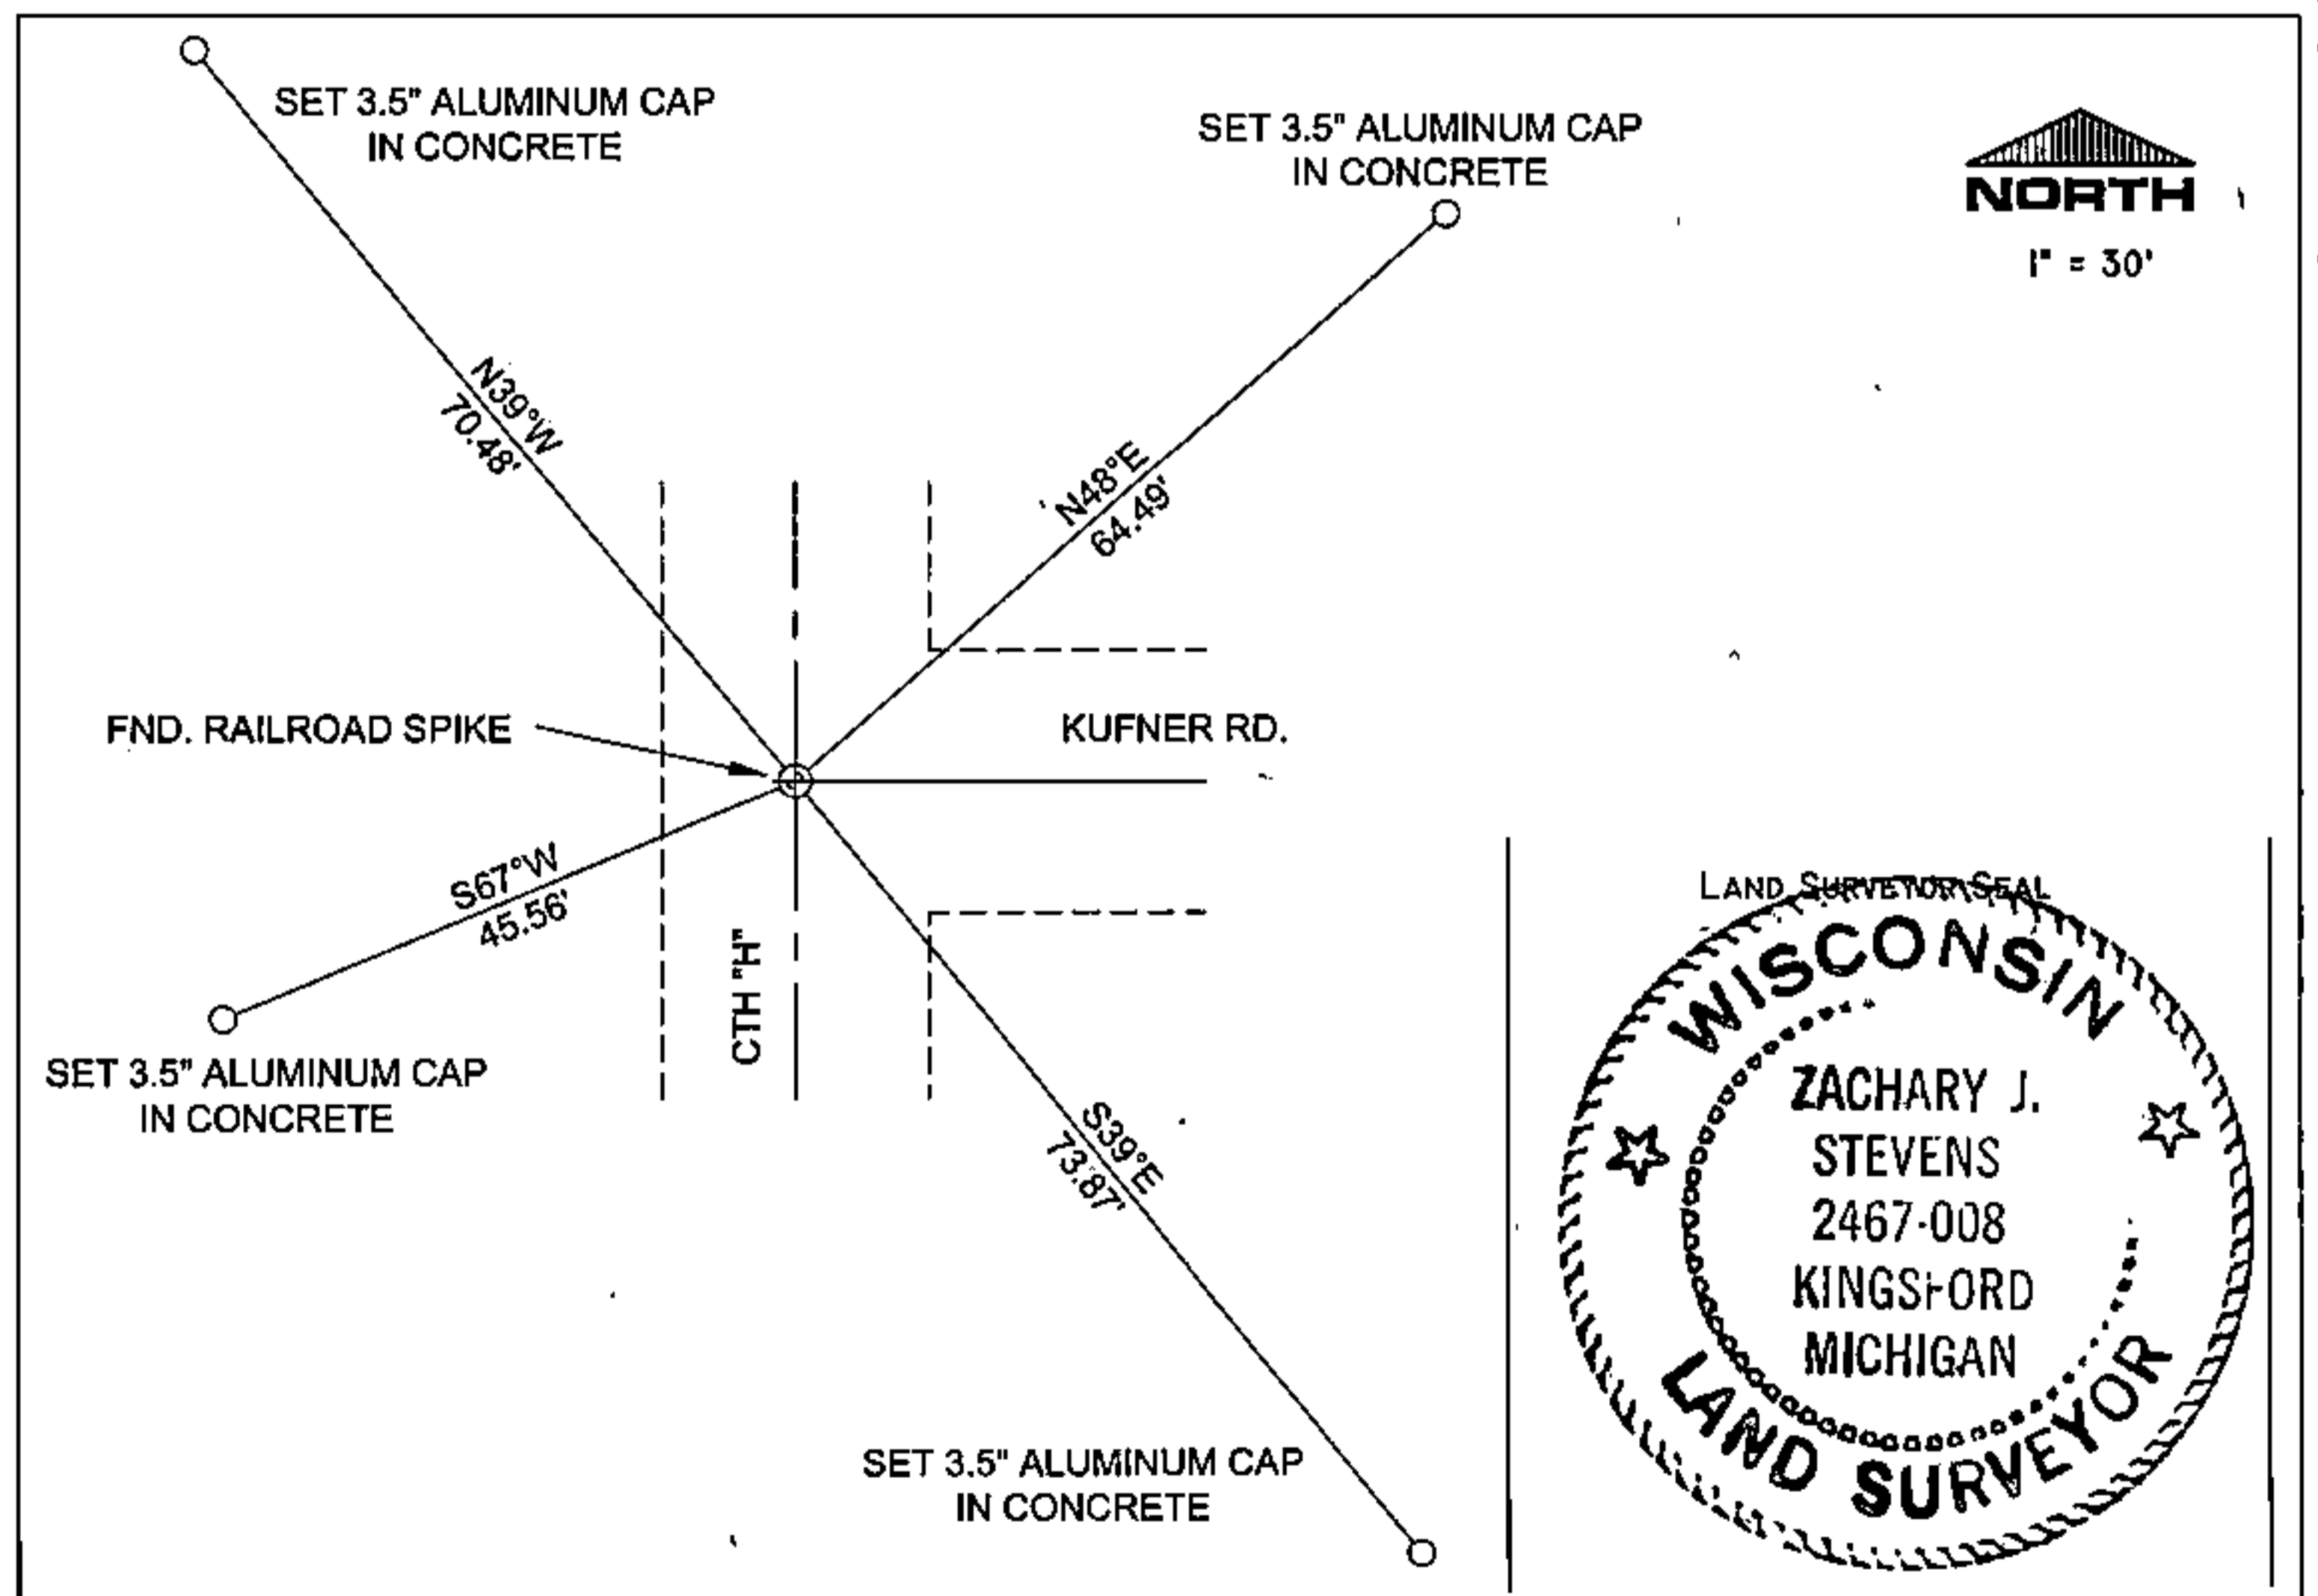 SET 3.5" ALUMINUM CAP
IN CONCRETE
SET 3.5" ALUMINUM CAP
IN CONCRETE
NORTH
1" = 30'
N39°W
70.48'
N48°E
64.49'
FND. RAILROAD SPIKE
KUFNER RD.
S67°W
45.56'
CTH "H"
SET 3.5" ALUMINUM CAP
IN CONCRETE
S39°E
73.87'
SET 3.5" ALUMINUM CAP
IN CONCRETE
LAND SURVEYOR SEAL
WISCONSIN
ZACHARY J.
STEVENS
2467-008
KINGSFORD
MICHIGAN
LAND SURVEYOR